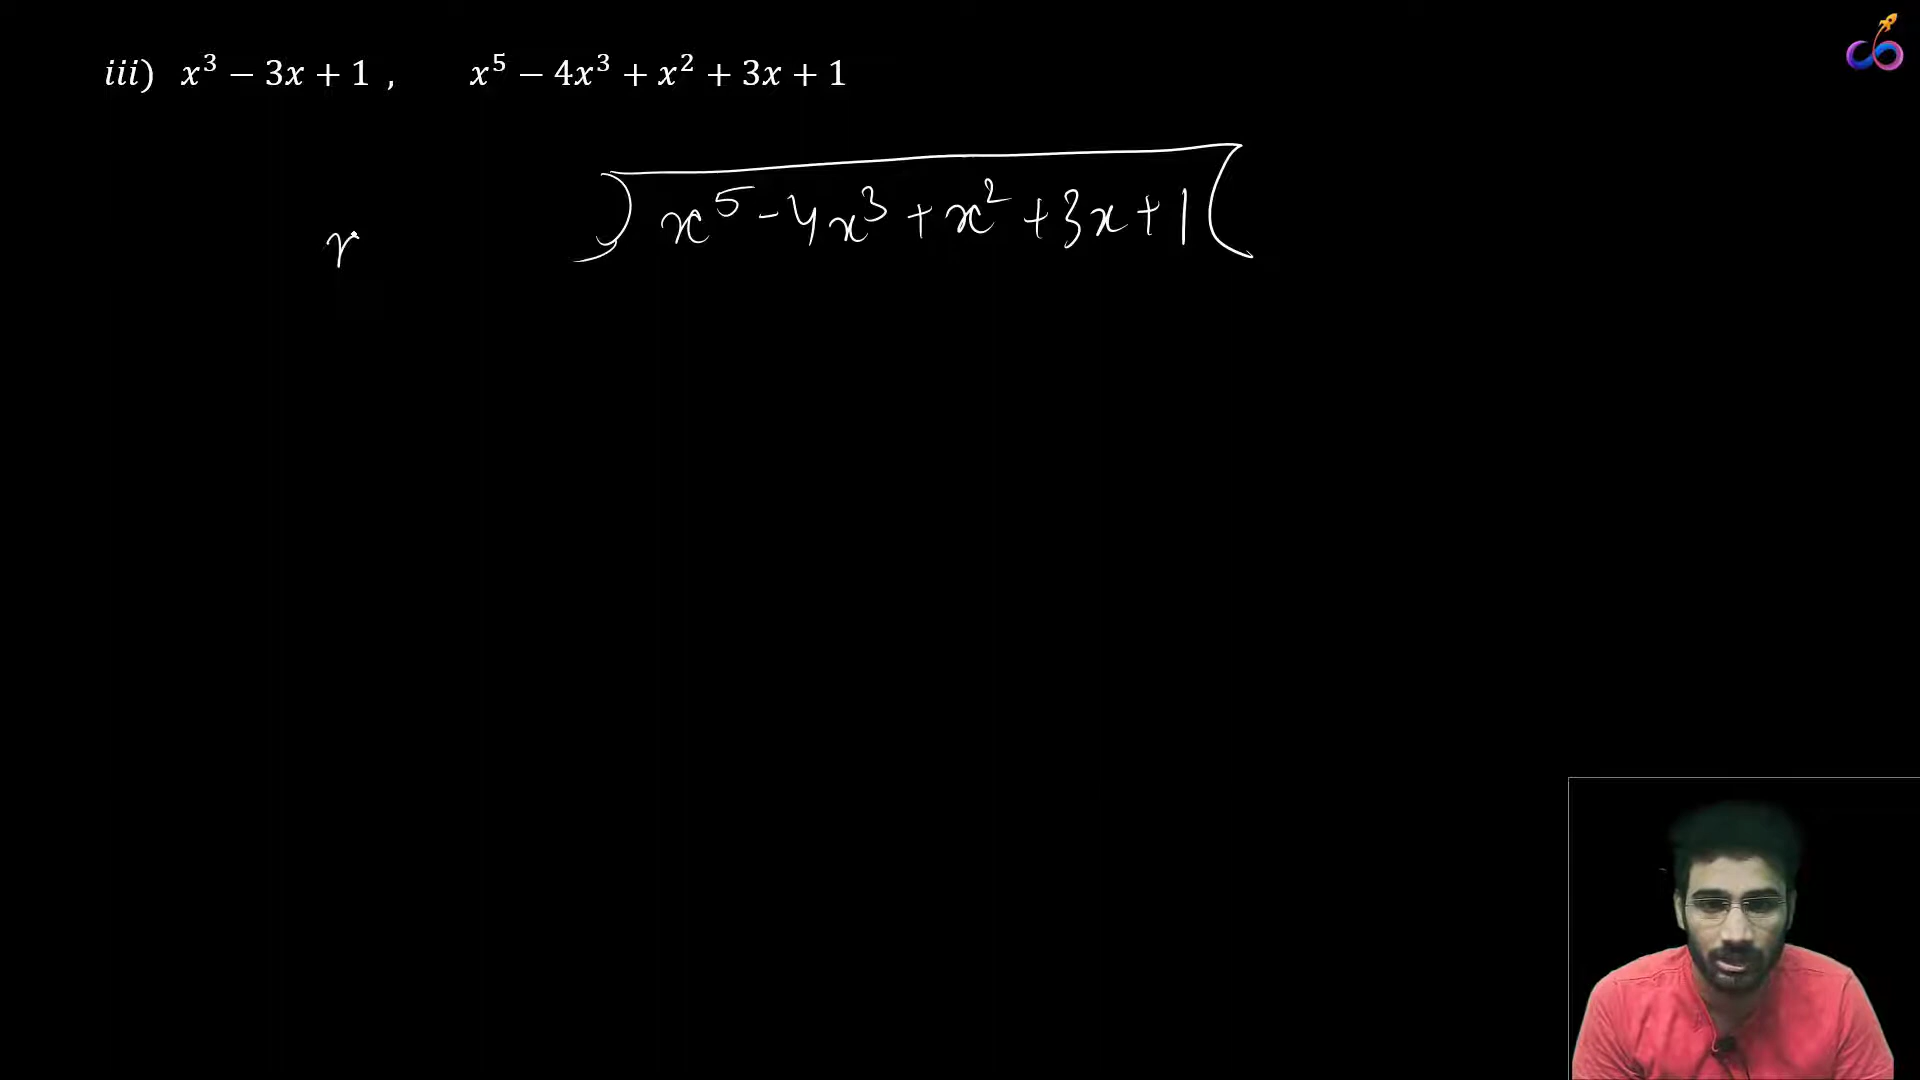 iii) x³ − 3x + 1 , x⁵ − 4x³ + x² + 3x + 1
) x⁵ - 4x³ + x² + 3x + 1 (